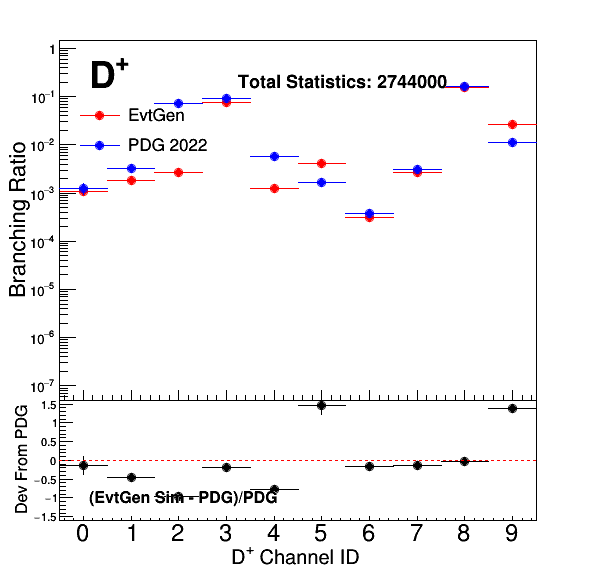 D⁺
Total Statistics: 2744000
EvtGen
PDG 2022
Branching Ratio
1
10⁻¹
10⁻²
10⁻³
10⁻⁴
10⁻⁵
10⁻⁶
10⁻⁷
Dev From PDG
1.5
1
0.5
0
−0.5
−1
−1.5
(EvtGen Sim - PDG)/PDG
0 1 2 3 4 5 6 7 8 9
D⁺ Channel ID